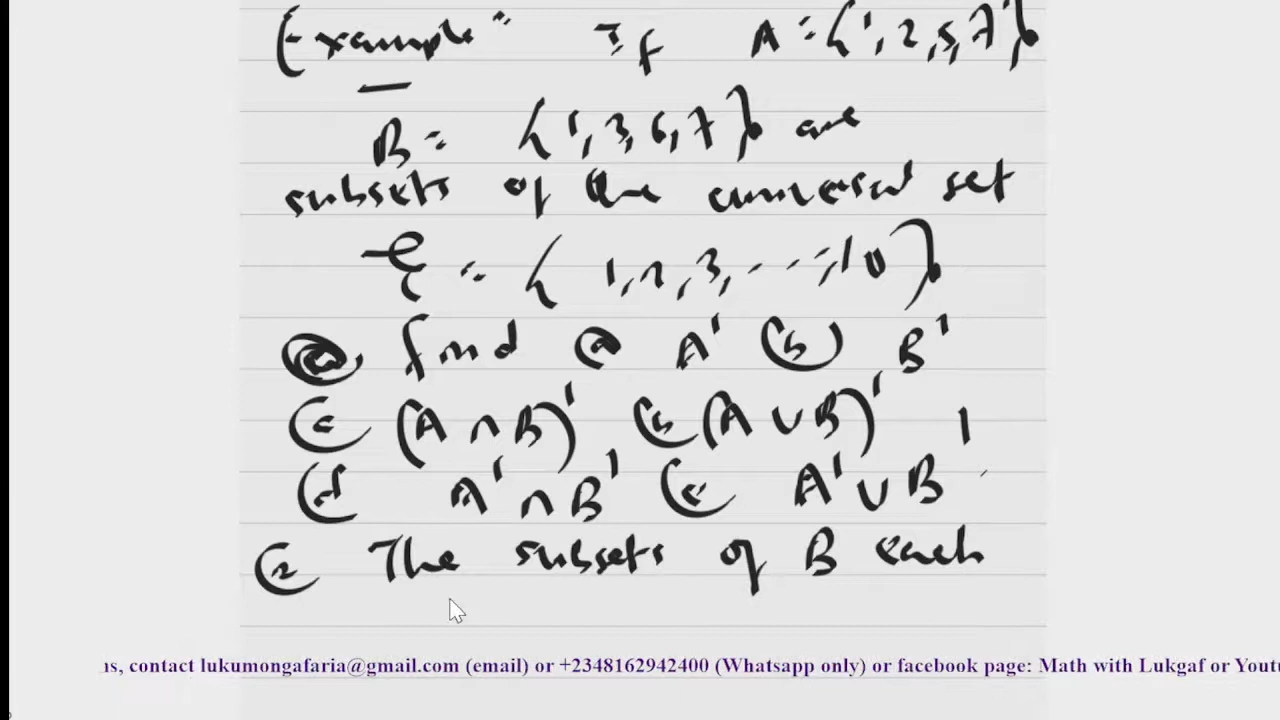 Example: If A = {1, 2, 5, 7}
B = {1, 3, 6, 7} are
subsets of the universal set
ξ = {1, 2, 3, ..., 10}
find (a) A' (b) B'
(c) (A ∩ B)' (A ∪ B)'
(d) A' ∩ B' (e) A' ∪ B'
(2) The subsets of B each
, contact lukumongafaria@gmail.com (email) or +2348162942400 (Whatsapp only) or facebook page: Math with Lukgaf or